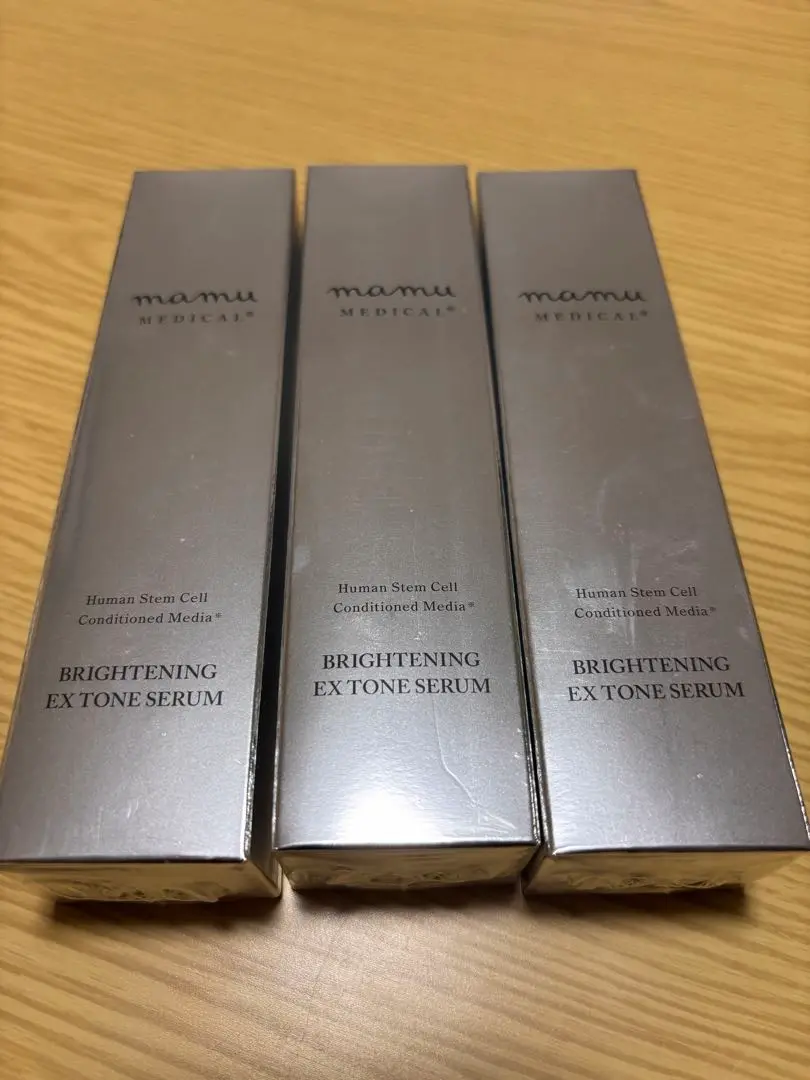 mamu
MEDICAL®
Human Stem Cell
Conditioned Media*
BRIGHTENING
EX TONE SERUM
mamu
MEDICAL®
Human Stem Cell
Conditioned Media*
BRIGHTENING
EX TONE SERUM
mamu
MEDICAL®
Human Stem Cell
Conditioned Media*
BRIGHTENING
EX TONE SERUM